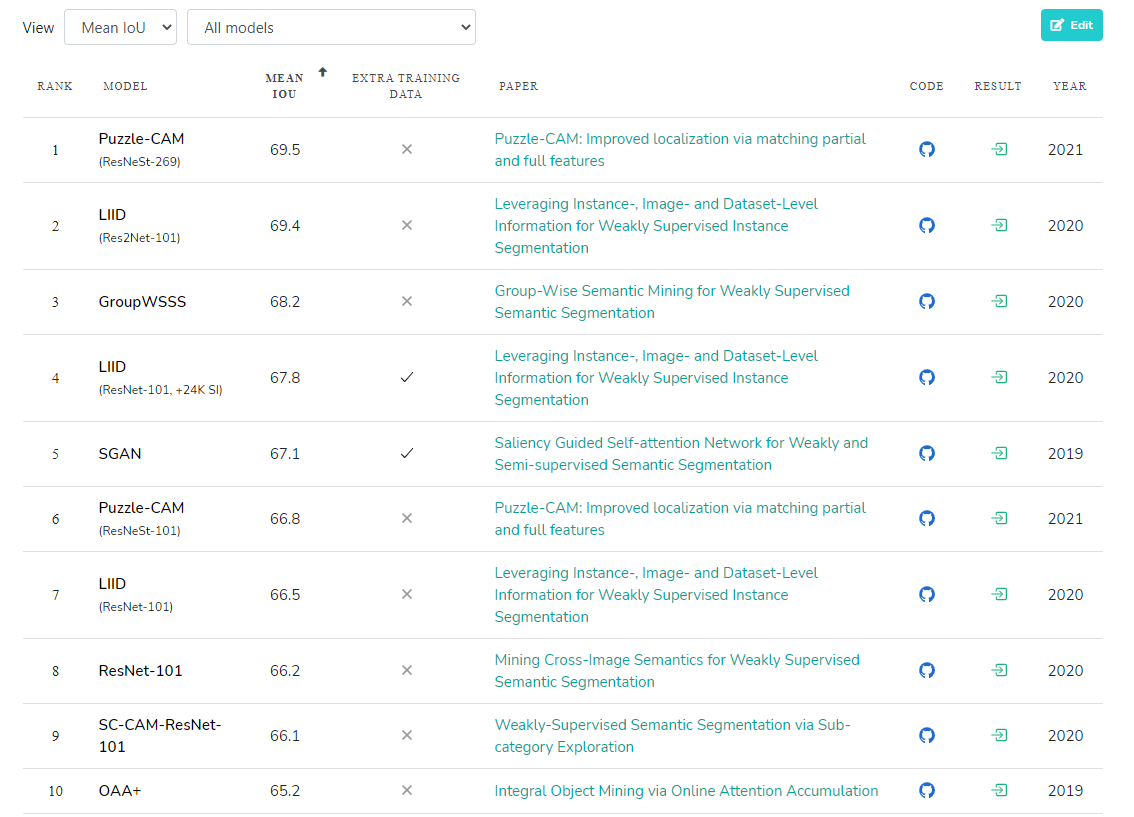 View Mean IoU All models Edit
RANK MODEL MEAN IOU EXTRA TRAINING DATA PAPER CODE RESULT YEAR
1 Puzzle-CAM 69.5 Puzzle-CAM: Improved localization via matching partial 2021
(ResNeSt-269) and full features
2 LIID 69.4 Leveraging Instance-, Image- and Dataset-Level 2020
(Res2Net-101) Information for Weakly Supervised Instance
Segmentation
3 GroupWSSS 68.2 Group-Wise Semantic Mining for Weakly Supervised 2020
Semantic Segmentation
4 LIID 67.8 Leveraging Instance-, Image- and Dataset-Level 2020
(ResNet-101, +24K SI) Information for Weakly Supervised Instance
Segmentation
5 SGAN 67.1 Saliency Guided Self-attention Network for Weakly and 2019
Semi-supervised Semantic Segmentation
6 Puzzle-CAM 66.8 Puzzle-CAM: Improved localization via matching partial 2021
(ResNeSt-101) and full features
7 LIID 66.5 Leveraging Instance-, Image- and Dataset-Level 2020
(ResNet-101) Information for Weakly Supervised Instance
Segmentation
8 ResNet-101 66.2 Mining Cross-Image Semantics for Weakly Supervised 2020
Semantic Segmentation
9 SC-CAM-ResNet- 66.1 Weakly-Supervised Semantic Segmentation via Sub- 2020
101 category Exploration
10 OAA+ 65.2 Integral Object Mining via Online Attention Accumulation 2019